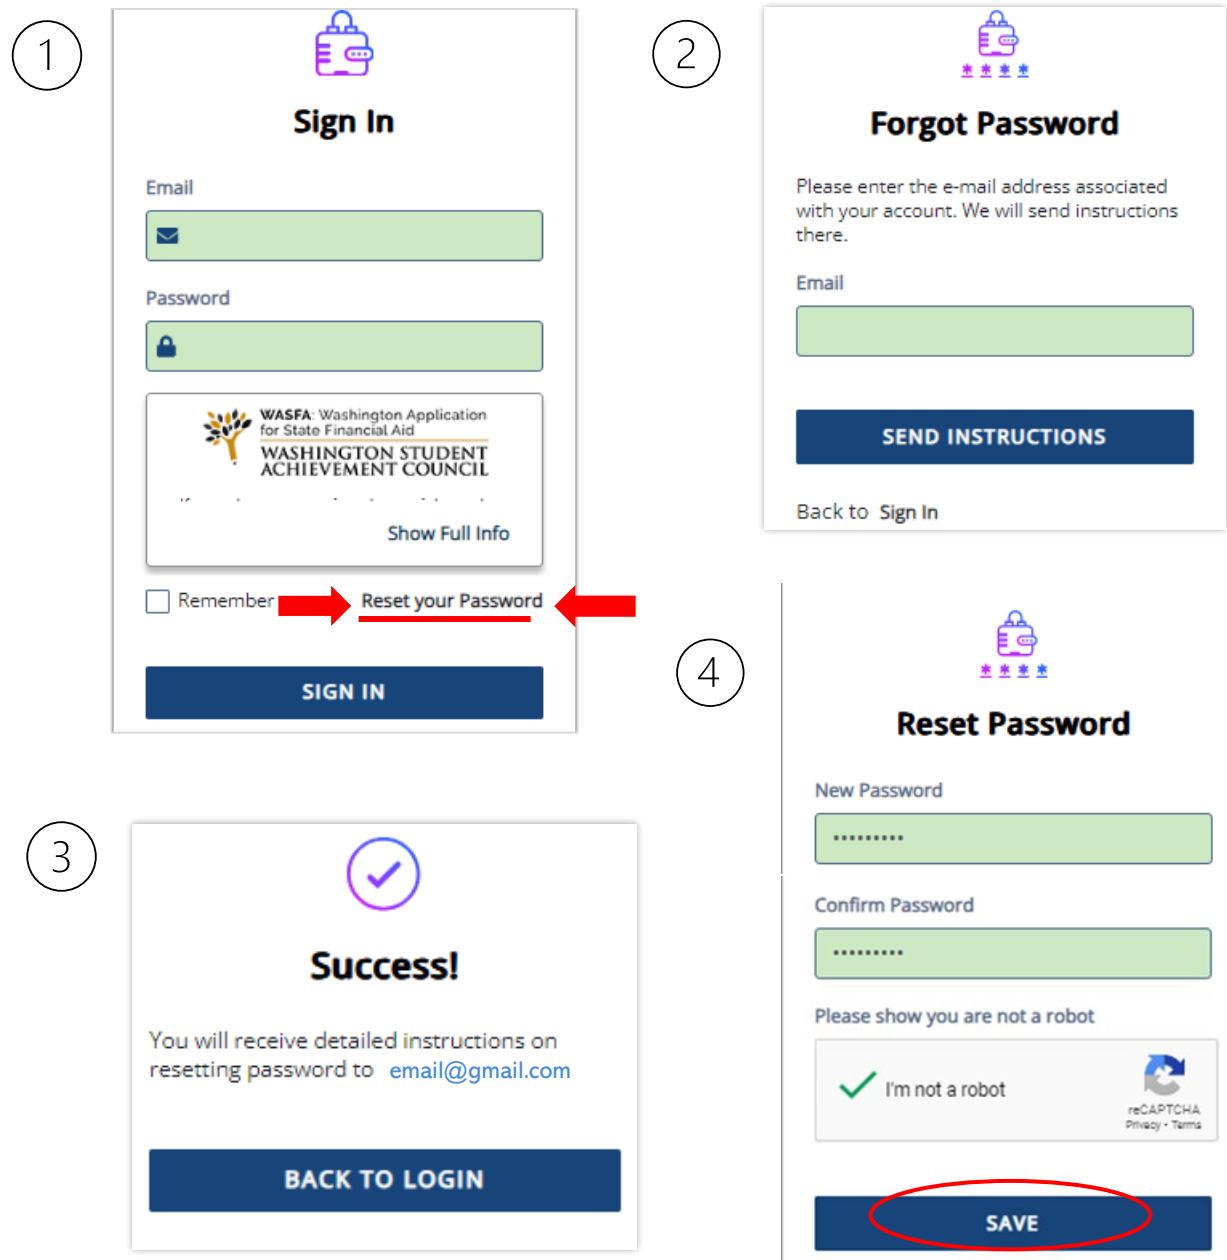 1
Sign In
Email
Password
WASFA: Washington Application
for State Financial Aid
WASHINGTON STUDENT
ACHIEVEMENT COUNCIL
Show Full Info
Remember
Reset your Password
SIGN IN
2
* * * *
Forgot Password
Please enter the e-mail address associated
with your account. We will send instructions
there.
Email
SEND INSTRUCTIONS
Back to Sign In
3
Success!
You will receive detailed instructions on
resetting password to email@gmail.com
BACK TO LOGIN
4
* * * *
Reset Password
New Password
•••••••••
Confirm Password
•••••••••
Please show you are not a robot
I'm not a robot
reCAPTCHA
Privacy - Terms
SAVE